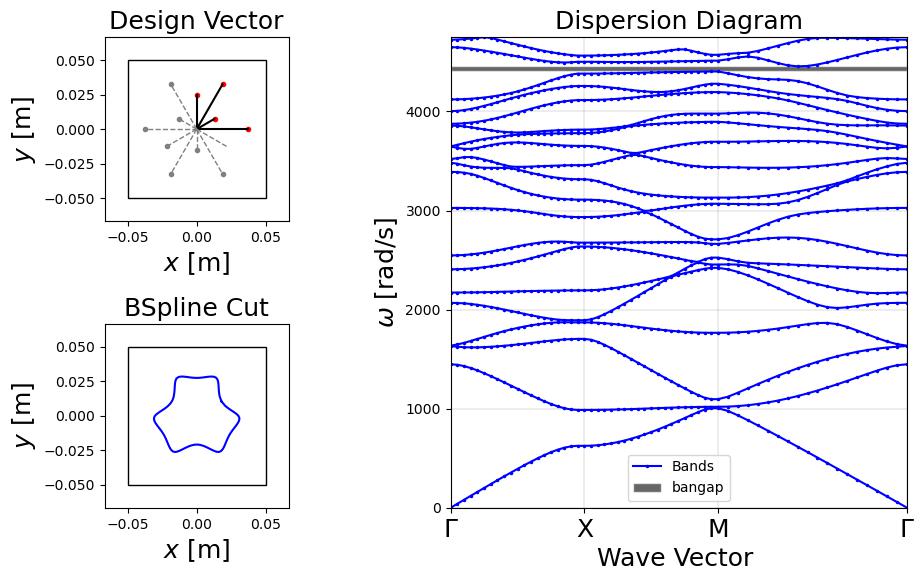 Design Vector
0.050
0.025
0.000
−0.025
−0.050
y [m]
−0.05
0.00
0.05
x [m]
BSpline Cut
0.050
0.025
0.000
−0.025
−0.050
y [m]
−0.05
0.00
0.05
x [m]
Dispersion Diagram
4000
3000
2000
1000
0
ω [rad/s]
Bands
bangap
Γ
X
M
Γ
Wave Vector